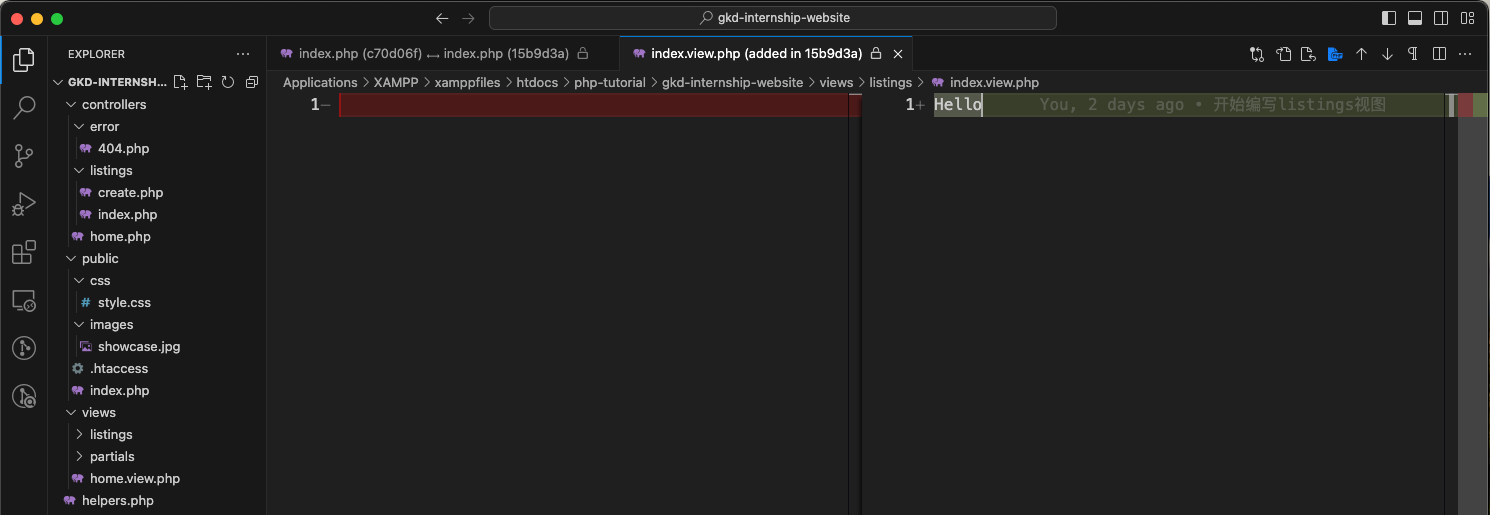 gkd-internship-website
EXPLORER
index.php (c70d06f) ↔ index.php (15b9d3a)
index.view.php (added in 15b9d3a)
GKD-INTERNSH...
Applications > XAMPP > xamppfiles > htdocs > php-tutorial > gkd-internship-website > views > listings > index.view.php
controllers
error
404.php
listings
create.php
index.php
home.php
public
css
# style.css
images
showcase.jpg
.htaccess
index.php
views
listings
partials
home.view.php
helpers.php
1−
1+ Hello You, 2 days ago • 开始编写listings视图